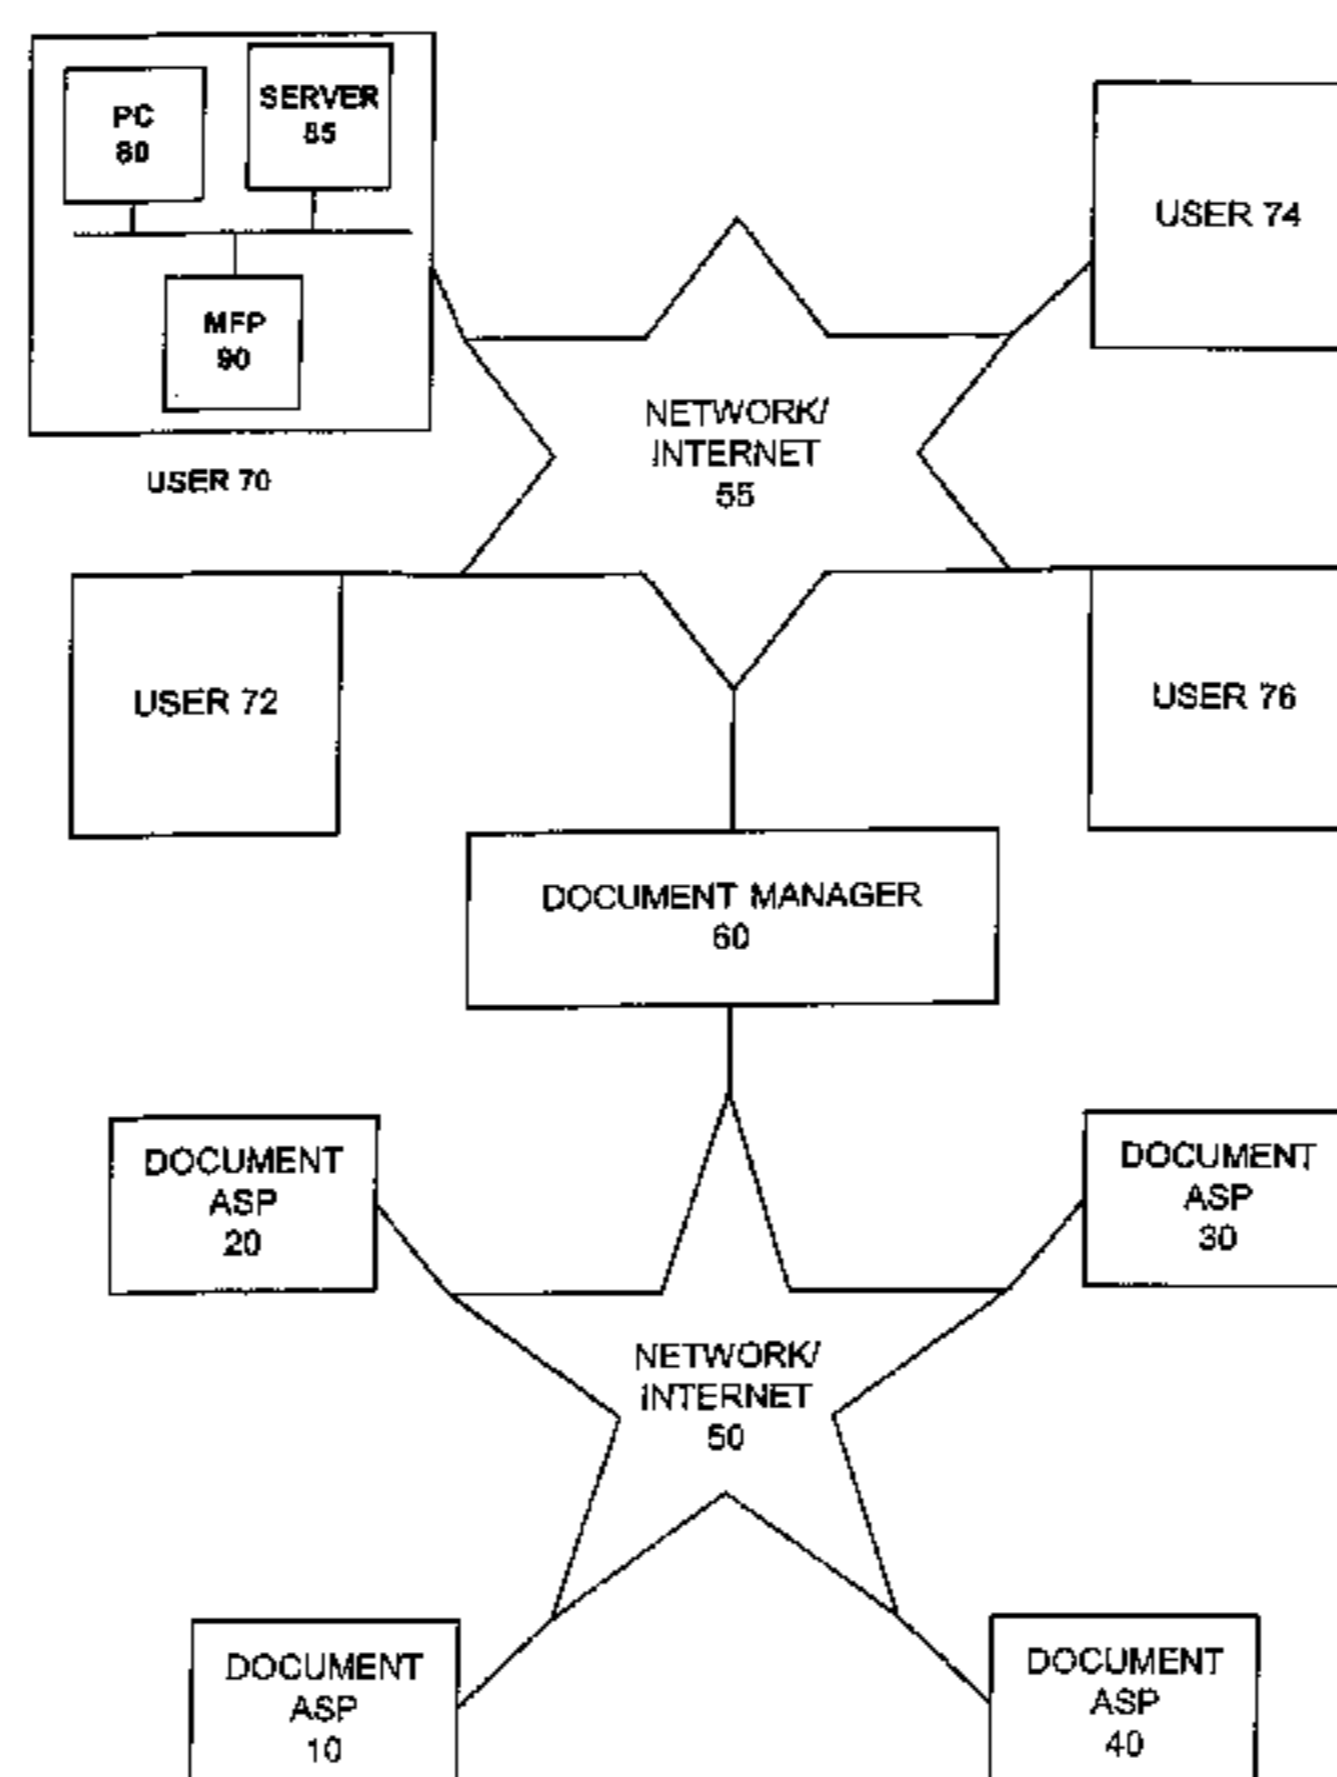 PC
80
SERVER
85
MFP
90
USER 70
USER 74
NETWORK/
INTERNET
55
USER 72
USER 76
DOCUMENT MANAGER
60
DOCUMENT
ASP
20
DOCUMENT
ASP
30
NETWORK/
INTERNET
50
DOCUMENT
ASP
10
DOCUMENT
ASP
40